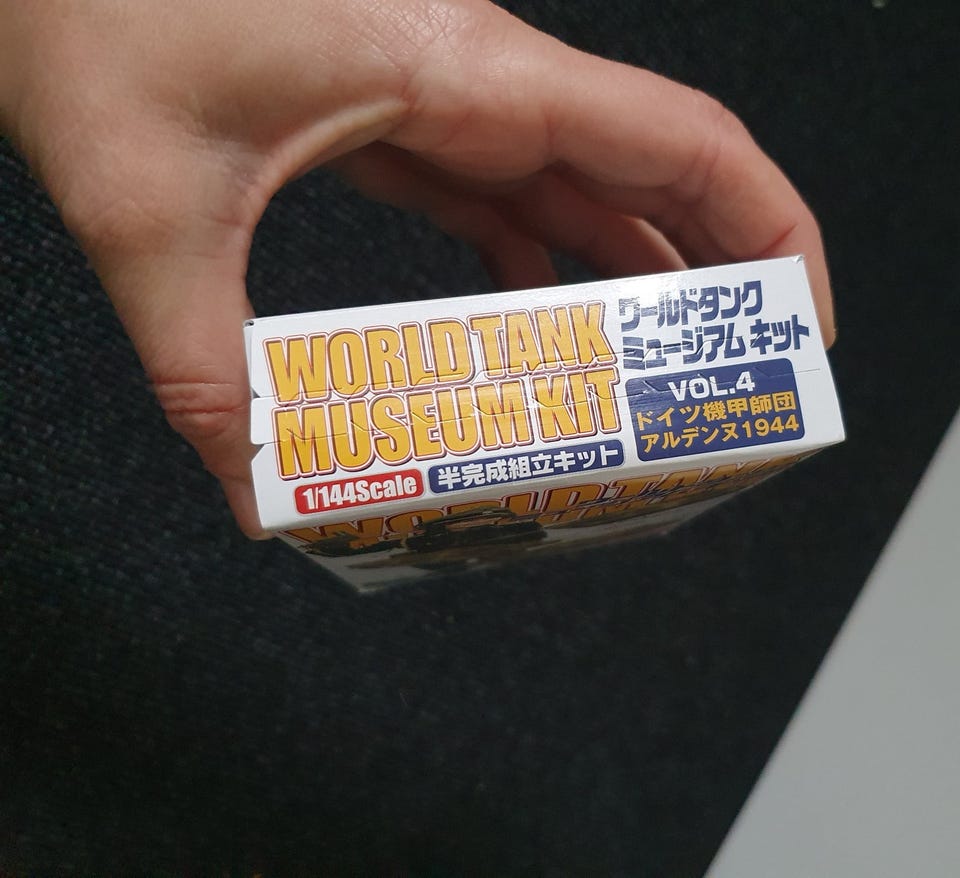 WORLD TANK
MUSEUM KIT
1/144Scale
半完成組立キット
ワールドタンク
ミュージアム キット
VOL.4
ドイツ機甲師団
アルデンヌ1944
WORLD TANK